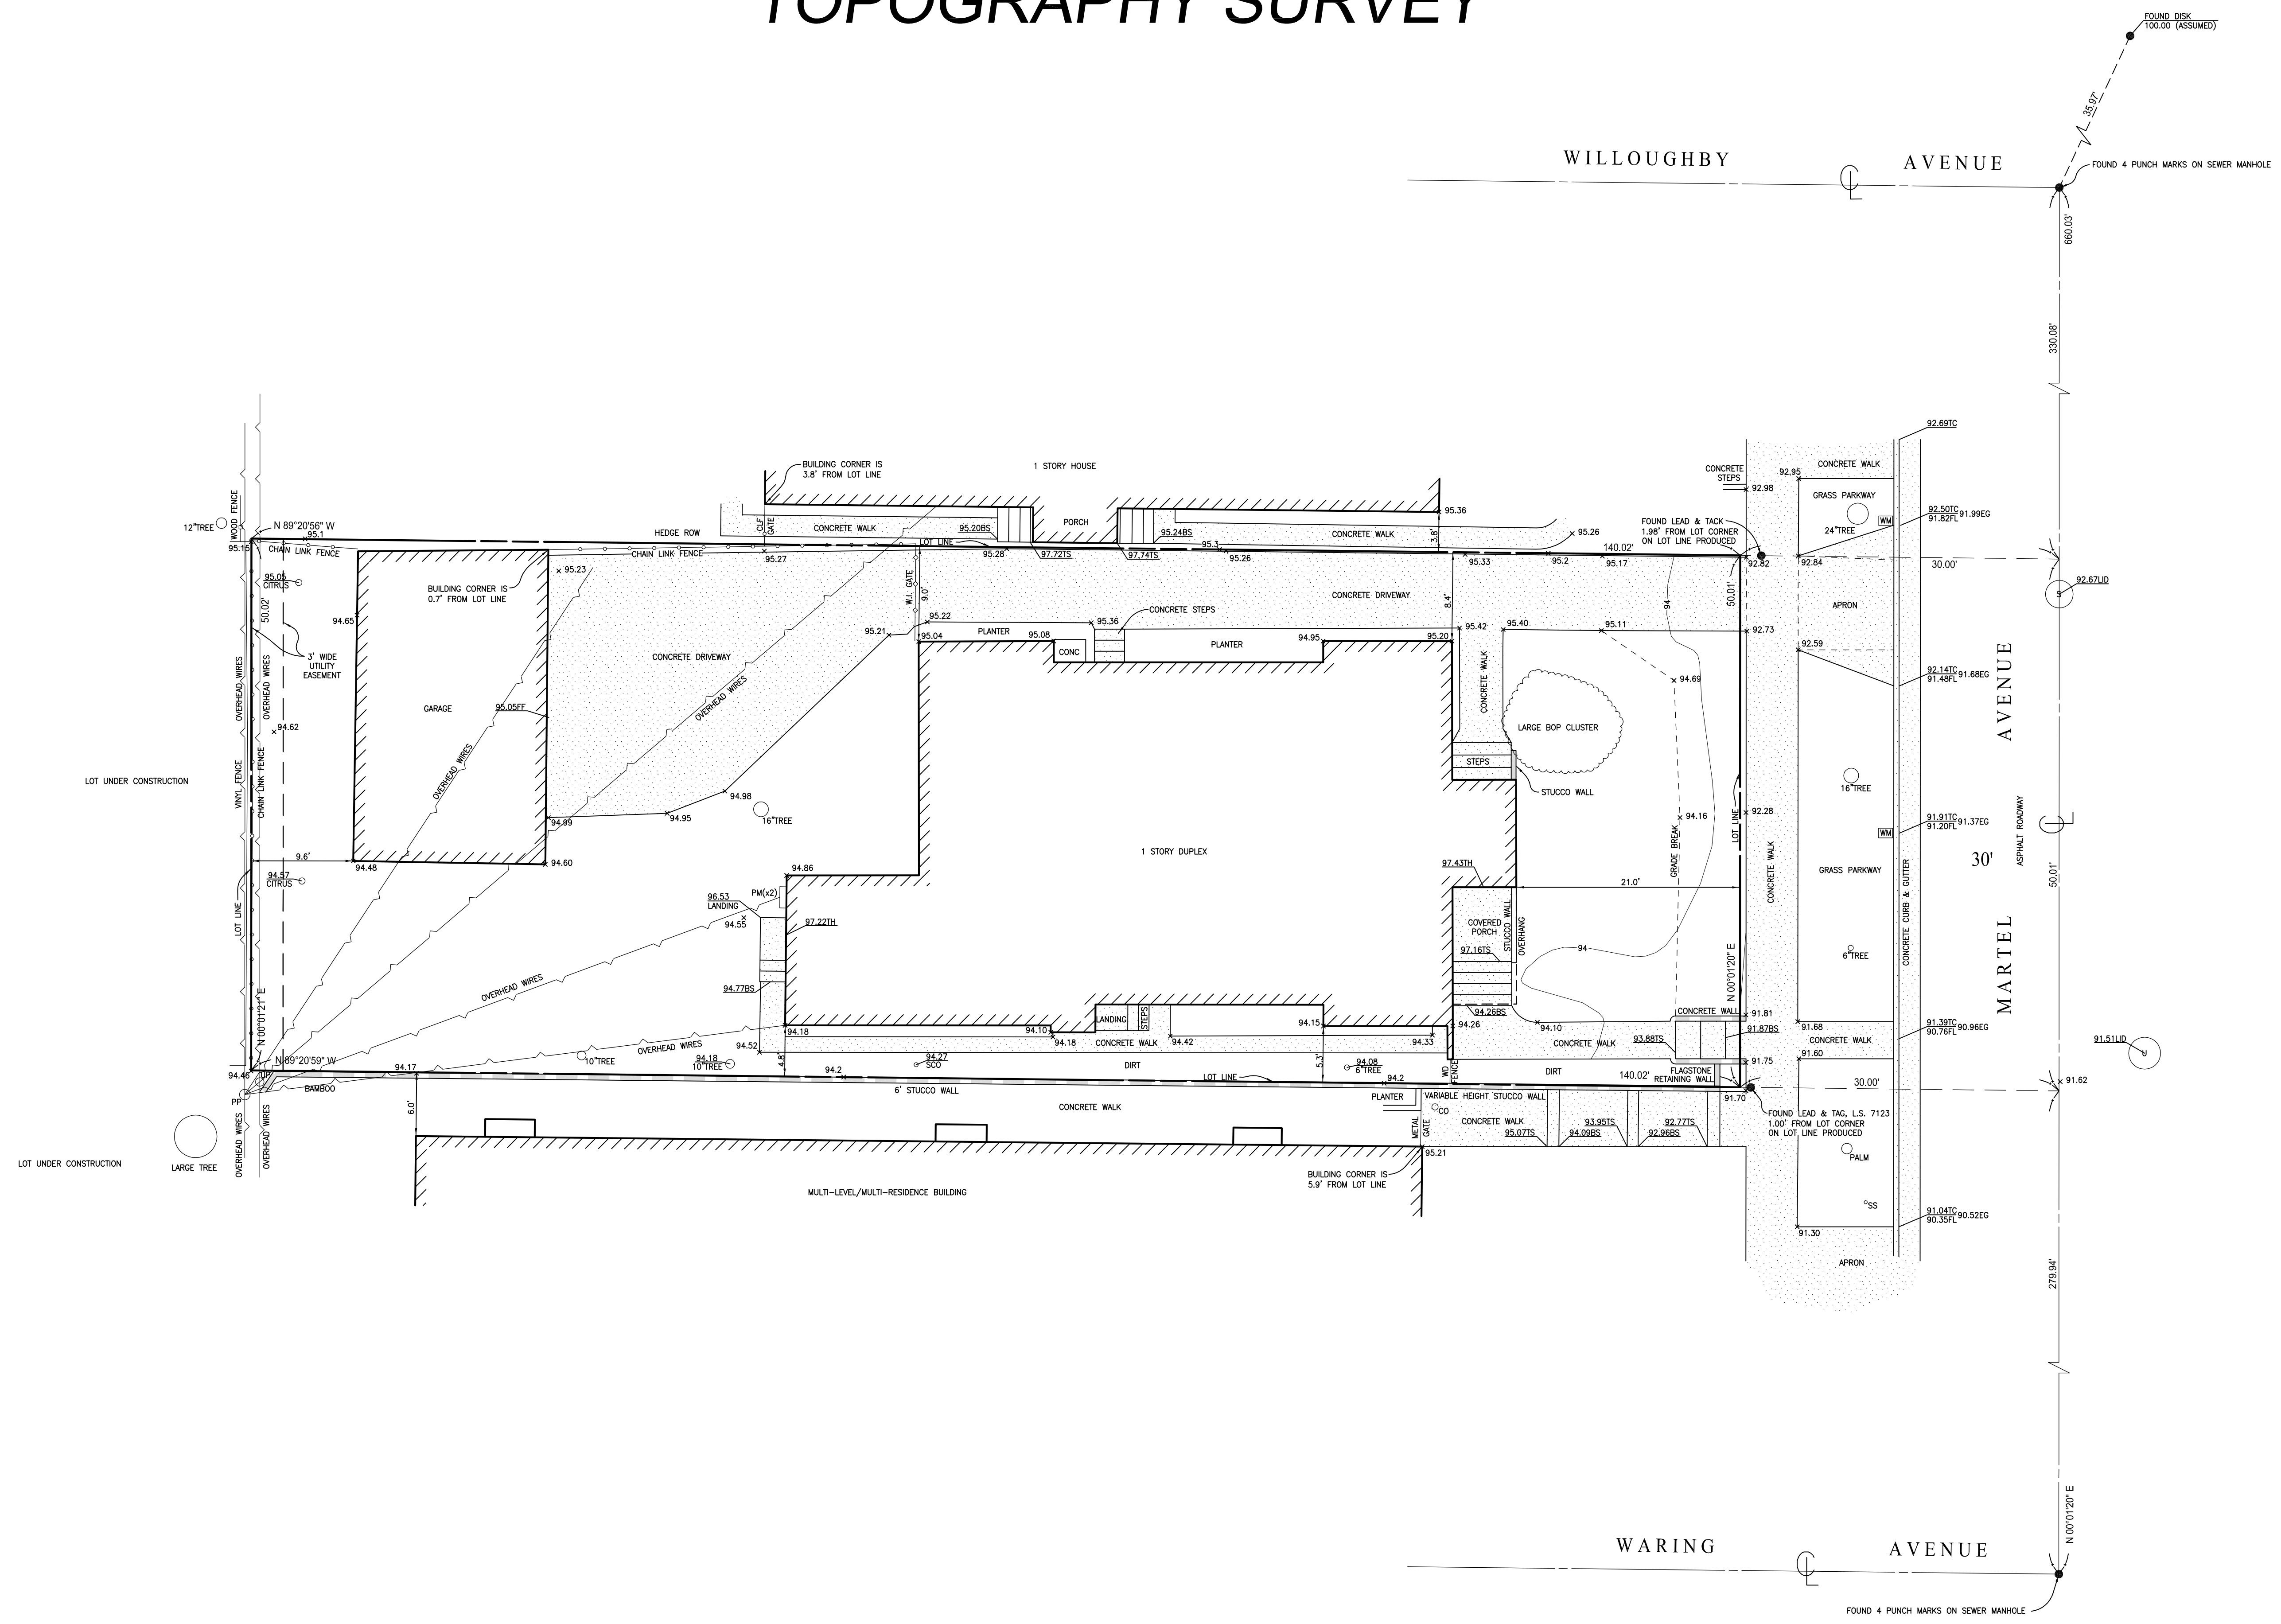 TOPOGRAPHY SURVEY
FOUND DISK
100.00 (ASSUMED)
35.97'
WILLOUGHBY AVENUE
CL
FOUND 4 PUNCH MARKS ON SEWER MANHOLE
660.03'
330.08'
92.69TC
BUILDING CORNER IS
3.8' FROM LOT LINE
1 STORY HOUSE
CONCRETE
STEPS
92.98
92.95
CONCRETE WALK
GRASS PARKWAY
24"TREE
WM
92.50TC
91.82FL
91.99EG
12"TREE
WOOD FENCE
N 89°20'56" W
95.1
95.15
CHAIN LINK FENCE
HEDGE ROW
CLF
GATE
CONCRETE WALK
95.20BS
PORCH
95.24BS
CONCRETE WALK
95.36
3.8'
95.26
FOUND LEAD & TACK
1.98' FROM LOT CORNER
ON LOT LINE PRODUCED
LOT LINE
CHAIN LINK FENCE
95.27
95.28
97.72TS
97.74TS
95.3
95.26
95.33
95.2
140.02'
95.17
92.82
92.84
30.00'
92.67LID
S
95.05
CITRUS
50.02'
95.23
BUILDING CORNER IS
0.7' FROM LOT LINE
W.I. GATE
9.0'
CONCRETE DRIVEWAY
8.4'
94
50.01'
APRON
94.65
95.21
95.22
95.04
PLANTER
95.08
95.36
CONCRETE STEPS
CONC
PLANTER
94.95
95.20
95.42
95.40
95.11
92.73
92.59
3' WIDE
UTILITY
EASEMENT
CONCRETE DRIVEWAY
OVERHEAD WIRES
OVERHEAD WIRES
OVERHEAD WIRES
OVERHEAD WIRES
GARAGE
95.05FF
94.62
CONCRETE WALK
94.69
92.14TC
91.48FL
91.68EG
MARTEL AVENUE
LARGE BOP CLUSTER
STEPS
STUCCO WALL
LOT UNDER CONSTRUCTION
VINYL FENCE
CHAIN LINK FENCE
94.99
94.95
94.98
16"TREE
94.16
GRADE BREAK
LOT LINE
92.28
16"TREE
WM
91.91TC
91.20FL
91.37EG
ASPHALT ROADWAY
CL
30'
50.01'
9.6'
94.48
94.60
94.57
CITRUS
LOT LINE
1 STORY DUPLEX
94.86
PM(x2)
96.53
LANDING
94.55
97.22TH
97.43TH
21.0'
CONCRETE WALK
GRASS PARKWAY
CONCRETE CURB & GUTTER
COVERED
PORCH
STUCCO WALL
OVERHANG
97.16TS
94
6"TREE
OVERHEAD WIRES
94.77BS
N 00°01'21" E
N 00°01'20" E
94.18
94.10
LANDING
STEPS
94.15
94.26BS
94.26
94.10
CONCRETE WALL
91.81
91.68
91.39TC
90.76FL
90.96EG
94.52
4.8'
94.18
CONCRETE WALK
94.42
94.33
93.88TS
91.87BS
CONCRETE WALK
CONCRETE WALK
91.51LID
U
N 89°20'59" W
10"TREE
OVERHEAD WIRES
94.18
10"TREE
94.27
SCO
DIRT
5.3'
94.08
6"TREE
WD
FENCE
DIRT
140.02'
FLAGSTONE
RETAINING WALL
91.75
91.60
30.00'
91.62
94.46
UP
PP
BAMBOO
94.17
94.2
6' STUCCO WALL
LOT LINE
94.2
91.70
6.0'
CONCRETE WALK
PLANTER
VARIABLE HEIGHT STUCCO WALL
CO
METAL
GATE
CONCRETE WALK
95.07TS
93.95TS
94.09BS
92.77TS
92.96BS
FOUND LEAD & TAG, L.S. 7123
1.00' FROM LOT CORNER
ON LOT LINE PRODUCED
OVERHEAD WIRES
OVERHEAD WIRES
LOT UNDER CONSTRUCTION
LARGE TREE
95.21
BUILDING CORNER IS
5.9' FROM LOT LINE
MULTI-LEVEL/MULTI-RESIDENCE BUILDING
PALM
SS
91.04TC
90.35FL
90.52EG
91.30
APRON
279.94'
N 00°01'20" E
WARING AVENUE
CL
FOUND 4 PUNCH MARKS ON SEWER MANHOLE